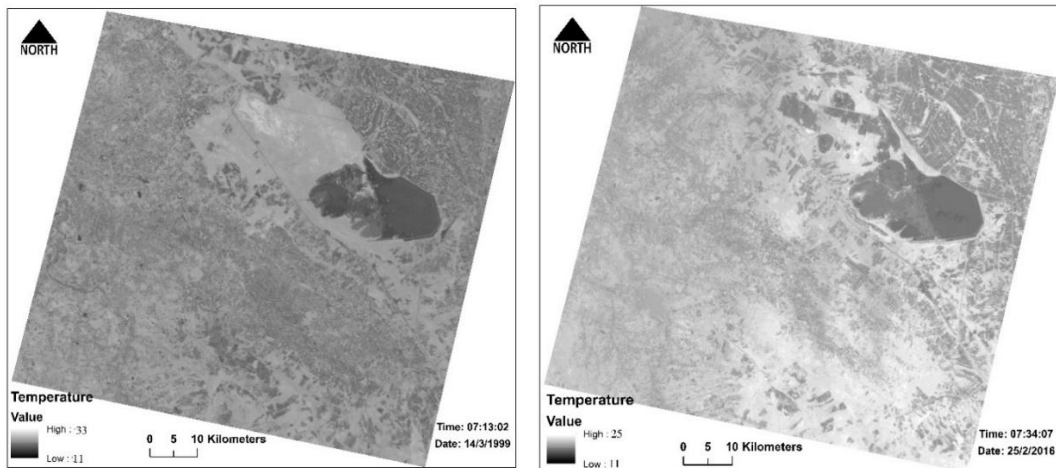 NORTH
Temperature
Value
High : 33
Low : 11
0 5 10 Kilometers
Time: 07:13:02
Date: 14/3/1999
NORTH
Temperature
Value
High : 25
Low : 11
0 5 10 Kilometers
Time: 07:34:07
Date: 25/2/2016